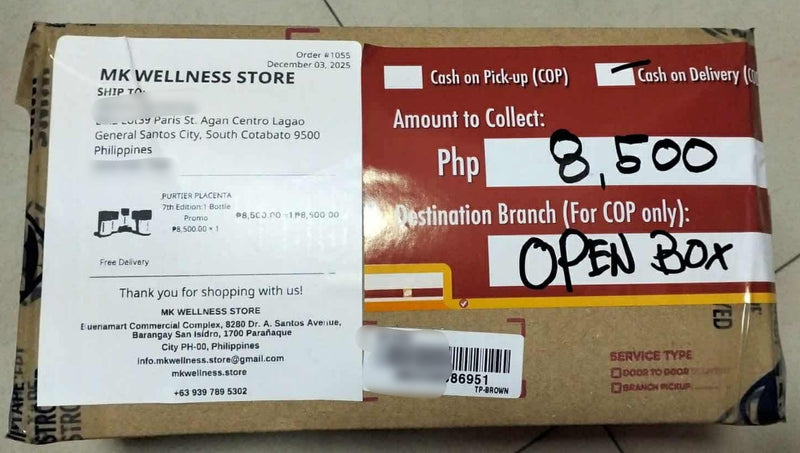 Order #1055
December 03, 2025
MK WELLNESS STORE
SHIP TO:
Paris St. Agan Centro Lagao
General Santos City, South Cotabato 9500
Philippines
PURTIER PLACENTA
7th Edition:1 Bottle
Promo
₱8,500.00 × 1
₱8,500.00 ×1 ₱8,500.00
Free Delivery
Thank you for shopping with us!
MK WELLNESS STORE
Buenamart Commercial Complex, 8280 Dr. A. Santos Avenue,
Barangay San Isidro, 1700 Parañaque
City PH-00, Philippines
info.mkwellness.store@gmail.com
mkwellness.store
+63 939 789 5302
Cash on Pick-up (COP)
Cash on Delivery
Amount to Collect:
Php 8,500
Destination Branch (For COP only):
OPEN BOX
86951
TP-BROWN
SERVICE TYPE
DOOR TO DOOR
BRANCH PICKUP